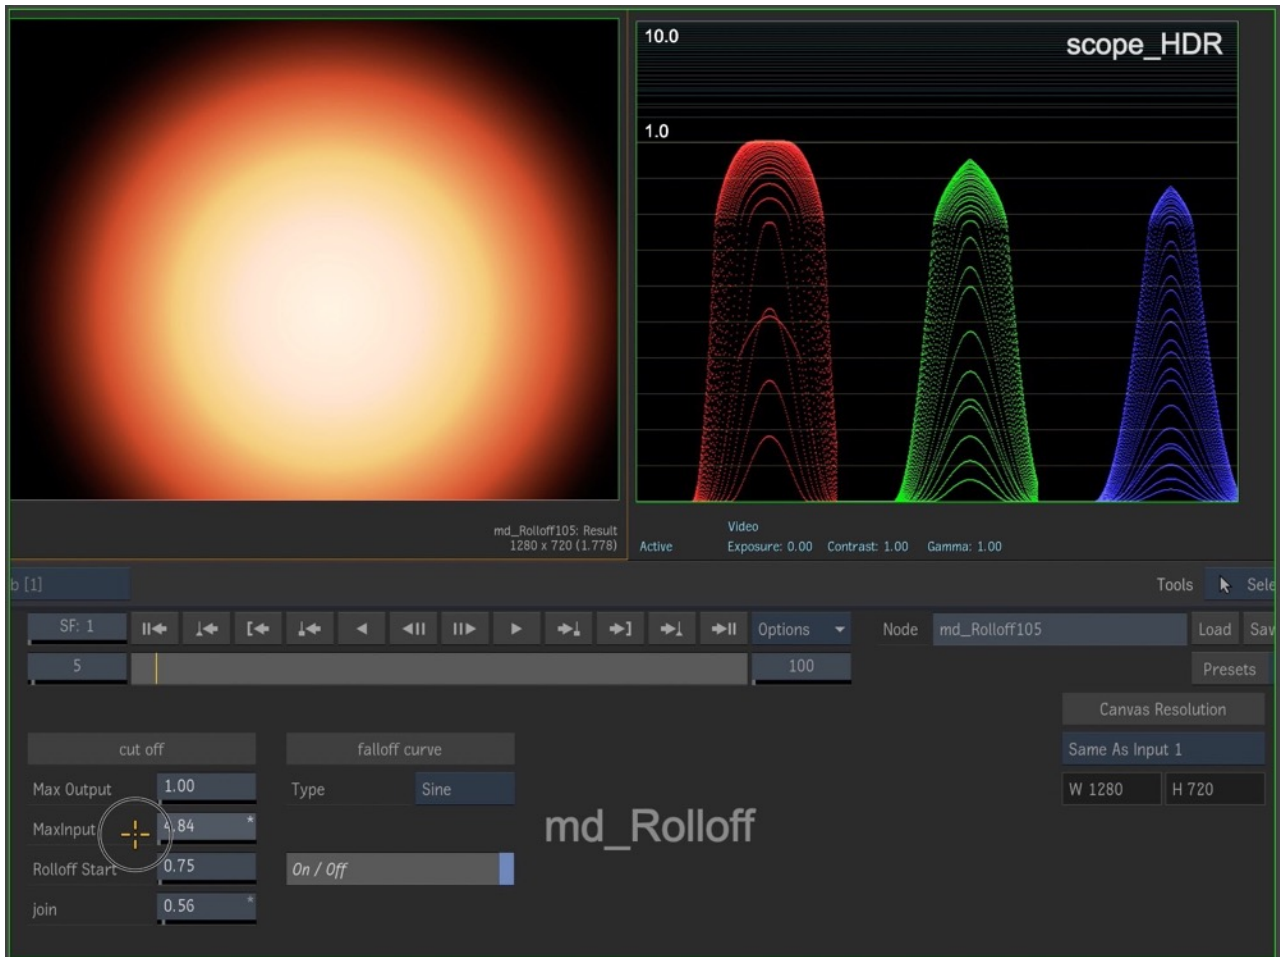 10.0
scope_HDR
1.0
md_Rolloff105: Result
1280 x 720 (1.778)
Video
Active Exposure: 0.00 Contrast: 1.00 Gamma: 1.00
b [1]
Tools Sele
SF: 1 Options Node md_Rolloff105 Load Sav
5 100 Presets
Canvas Resolution
cut off falloff curve Same As Input 1
Max Output 1.00 Type Sine W 1280 H 720
MaxInput 4.84 *
md_Rolloff
Rolloff Start 0.75 On / Off
join 0.56 *